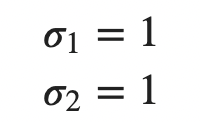 σ₁ = 1
σ₂ = 1